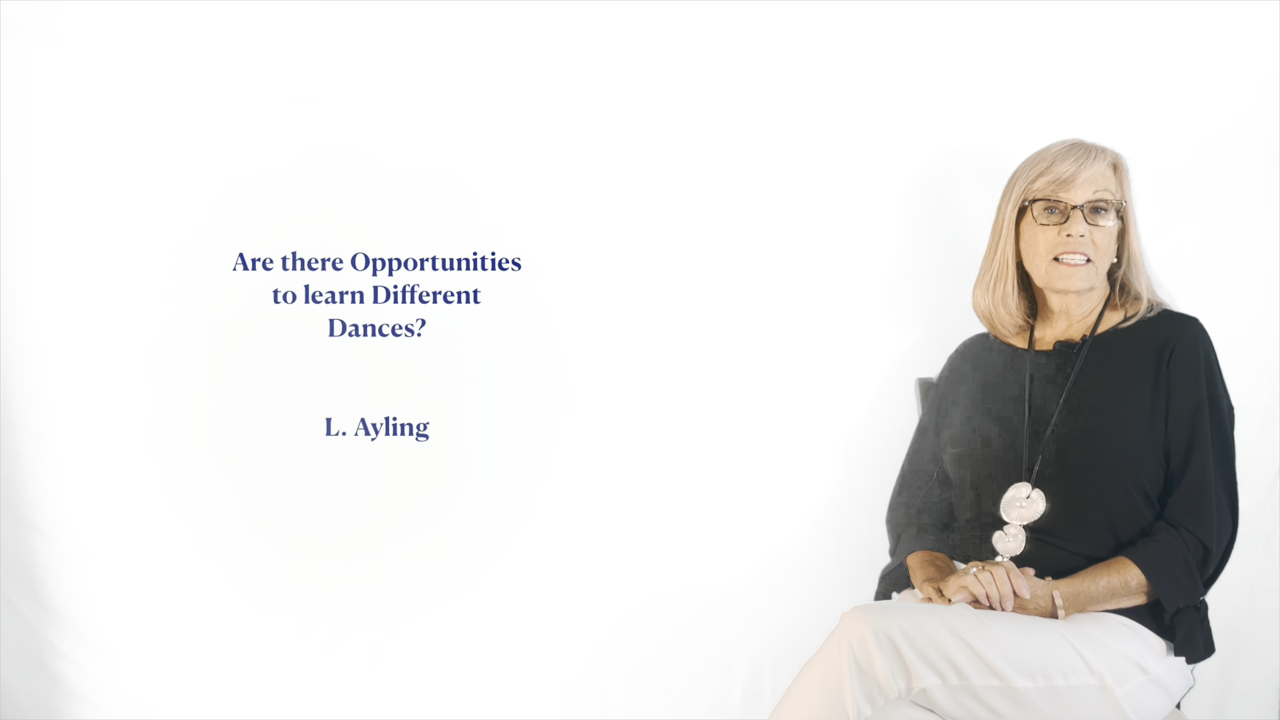 Are there Opportunities
to learn Different
Dances?
L. Ayling